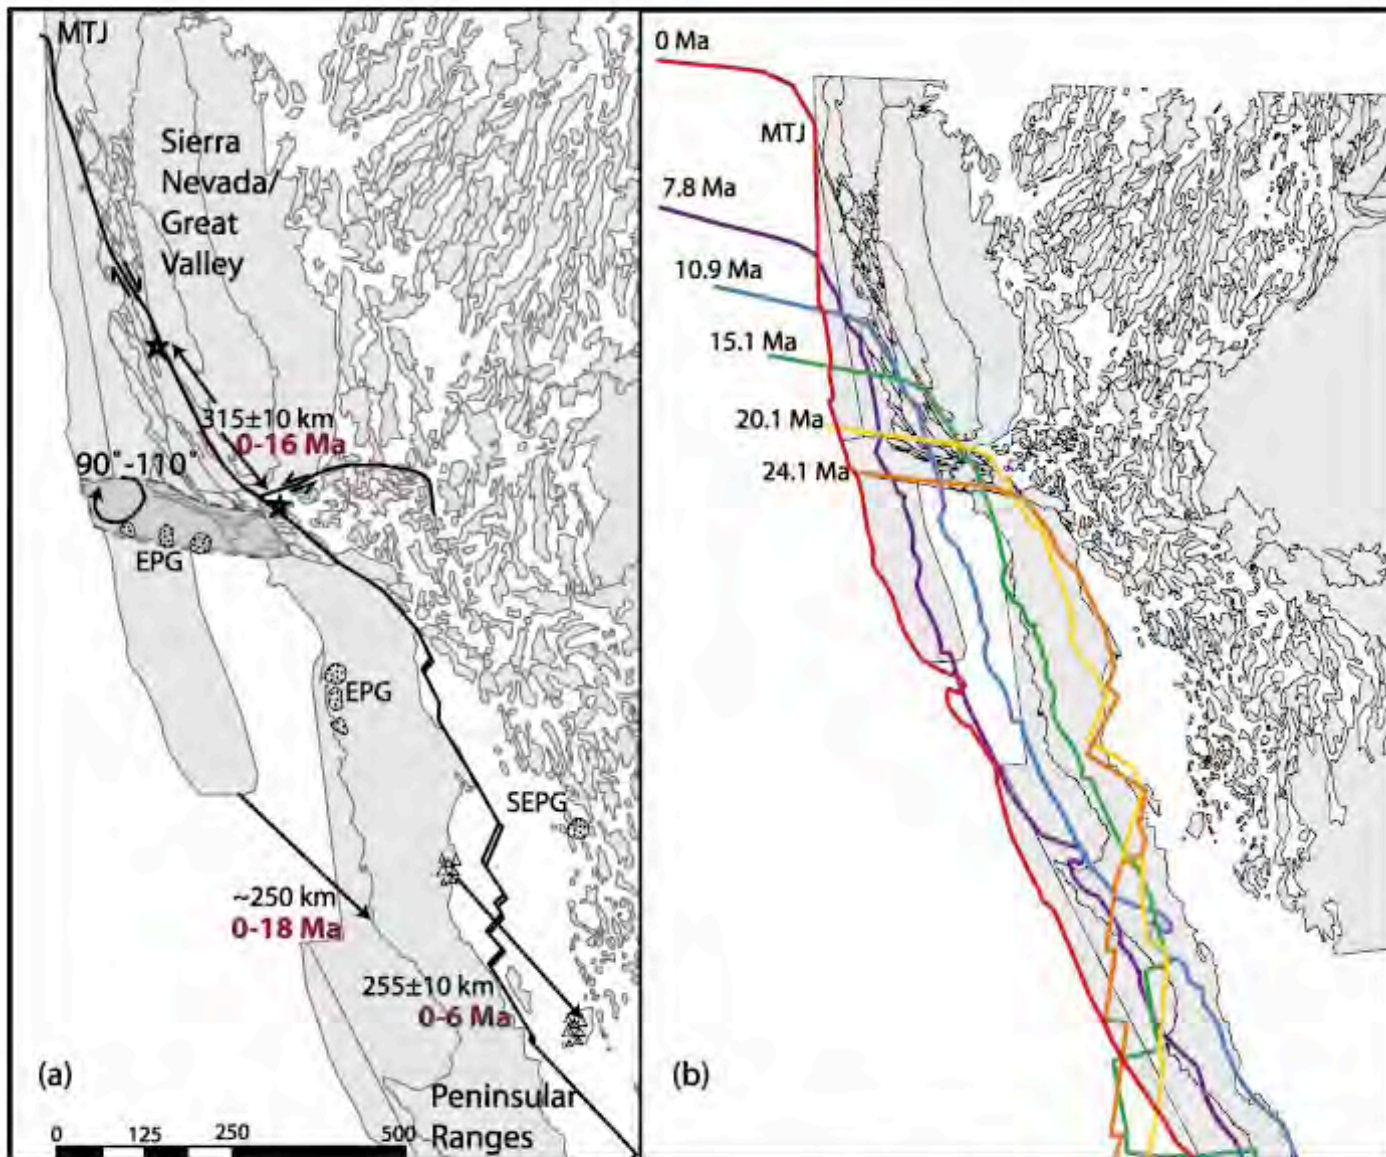 MTJ
Sierra
Nevada/
Great
Valley
315±10 km
0-16 Ma
90˚-110˚
EPG
EPG
SEPG
~250 km
0-18 Ma
255±10 km
0-6 Ma
(a)
Peninsular
Ranges
0 125 250 500
0 Ma
MTJ
7.8 Ma
10.9 Ma
15.1 Ma
20.1 Ma
24.1 Ma
(b)